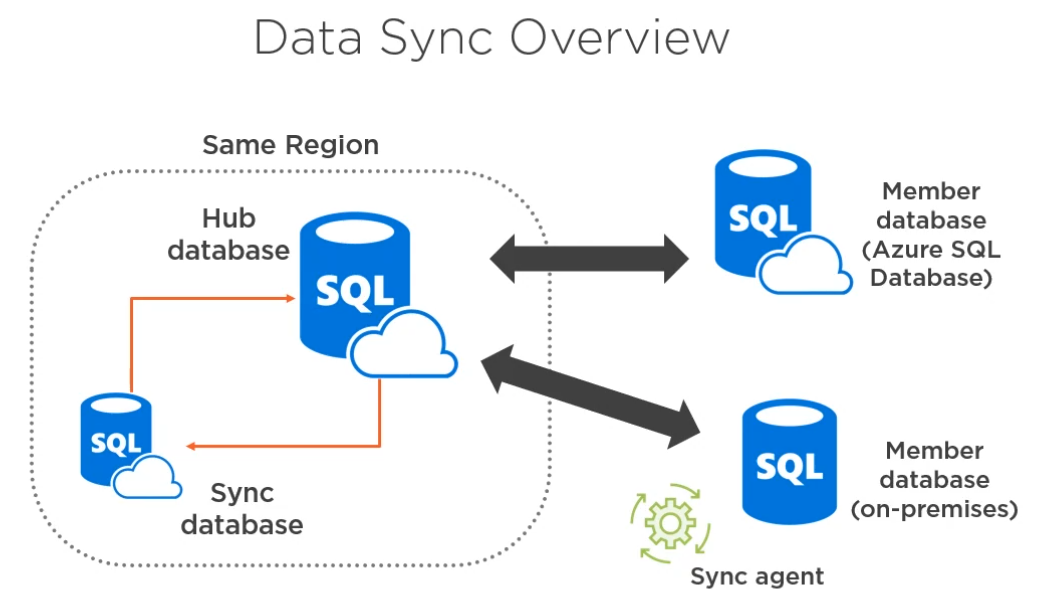 Data Sync Overview
Same Region
Hub
database
SQL
SQL
Sync
database
SQL
Member
database
(Azure SQL
Database)
SQL
Member
database
(on-premises)
Sync agent